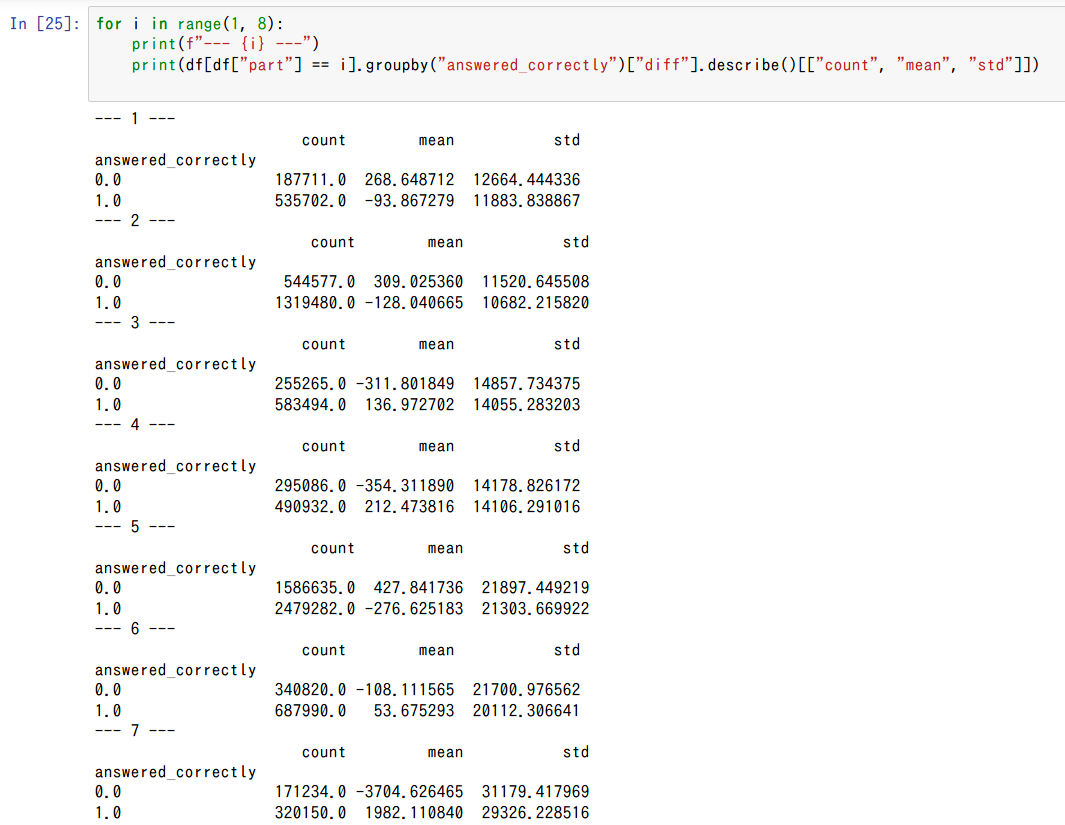 In [25]: for i in range(1, 8):
print(f"--- {i} ---")
print(df[df["part"] == i].groupby("answered_correctly")["diff"].describe()[["count", "mean", "std"]])
--- 1 ---
count mean std
answered_correctly
0.0 187711.0 268.648712 12664.444336
1.0 535702.0 -93.867279 11883.838867
--- 2 ---
count mean std
answered_correctly
0.0 544577.0 309.025360 11520.645508
1.0 1319480.0 -128.040665 10682.215820
--- 3 ---
count mean std
answered_correctly
0.0 255265.0 -311.801849 14857.734375
1.0 583494.0 136.972702 14055.283203
--- 4 ---
count mean std
answered_correctly
0.0 295086.0 -354.311890 14178.826172
1.0 490932.0 212.473816 14106.291016
--- 5 ---
count mean std
answered_correctly
0.0 1586635.0 427.841736 21897.449219
1.0 2479282.0 -276.625183 21303.669922
--- 6 ---
count mean std
answered_correctly
0.0 340820.0 -108.111565 21700.976562
1.0 687990.0 53.675293 20112.306641
--- 7 ---
count mean std
answered_correctly
0.0 171234.0 -3704.626465 31179.417969
1.0 320150.0 1982.110840 29326.228516